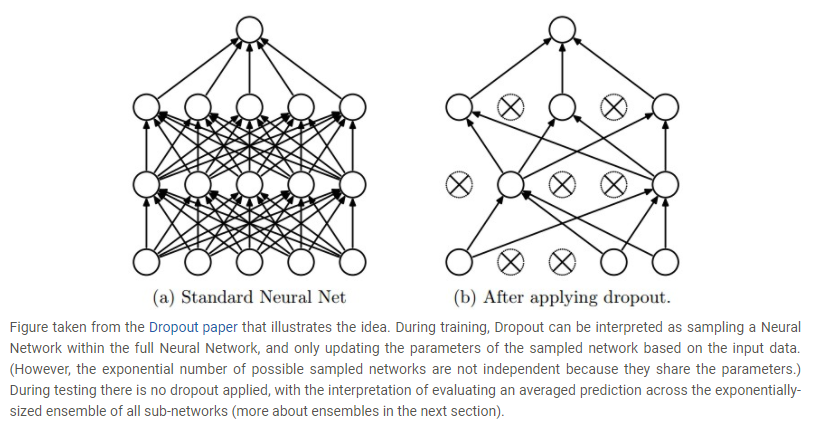 (a) Standard Neural Net
(b) After applying dropout.
Figure taken from the Dropout paper that illustrates the idea. During training, Dropout can be interpreted as sampling a Neural
Network within the full Neural Network, and only updating the parameters of the sampled network based on the input data.
(However, the exponential number of possible sampled networks are not independent because they share the parameters.)
During testing there is no dropout applied, with the interpretation of evaluating an averaged prediction across the exponentially-
sized ensemble of all sub-networks (more about ensembles in the next section).